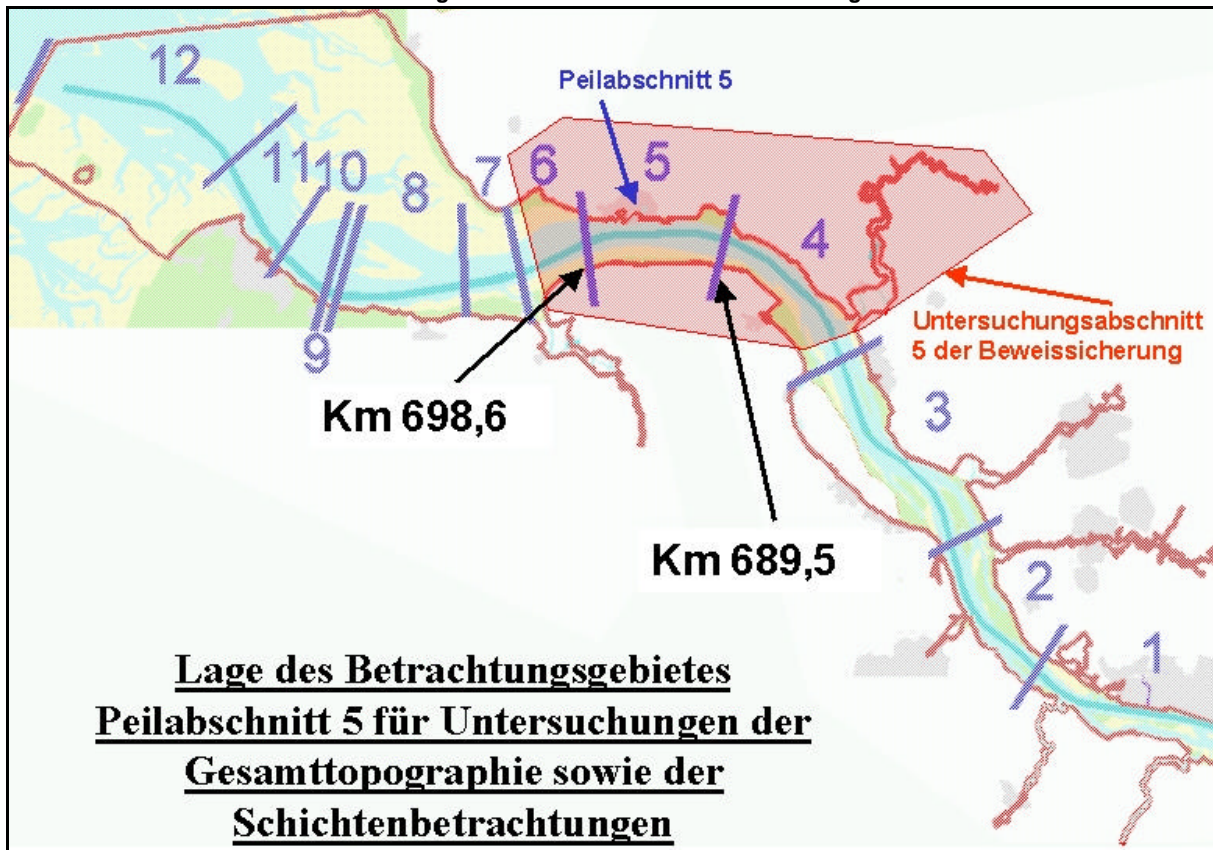 12
Peilabschnitt 5
11
10
8
7
6
5
4
9
Km 698,6
Untersuchungsabschnitt
5 der Beweissicherung
3
Km 689,5
2
1
Lage des Betrachtungsgebietes
Peilabschnitt 5 für Untersuchungen der
Gesamttopographie sowie der
Schichtenbetrachtungen